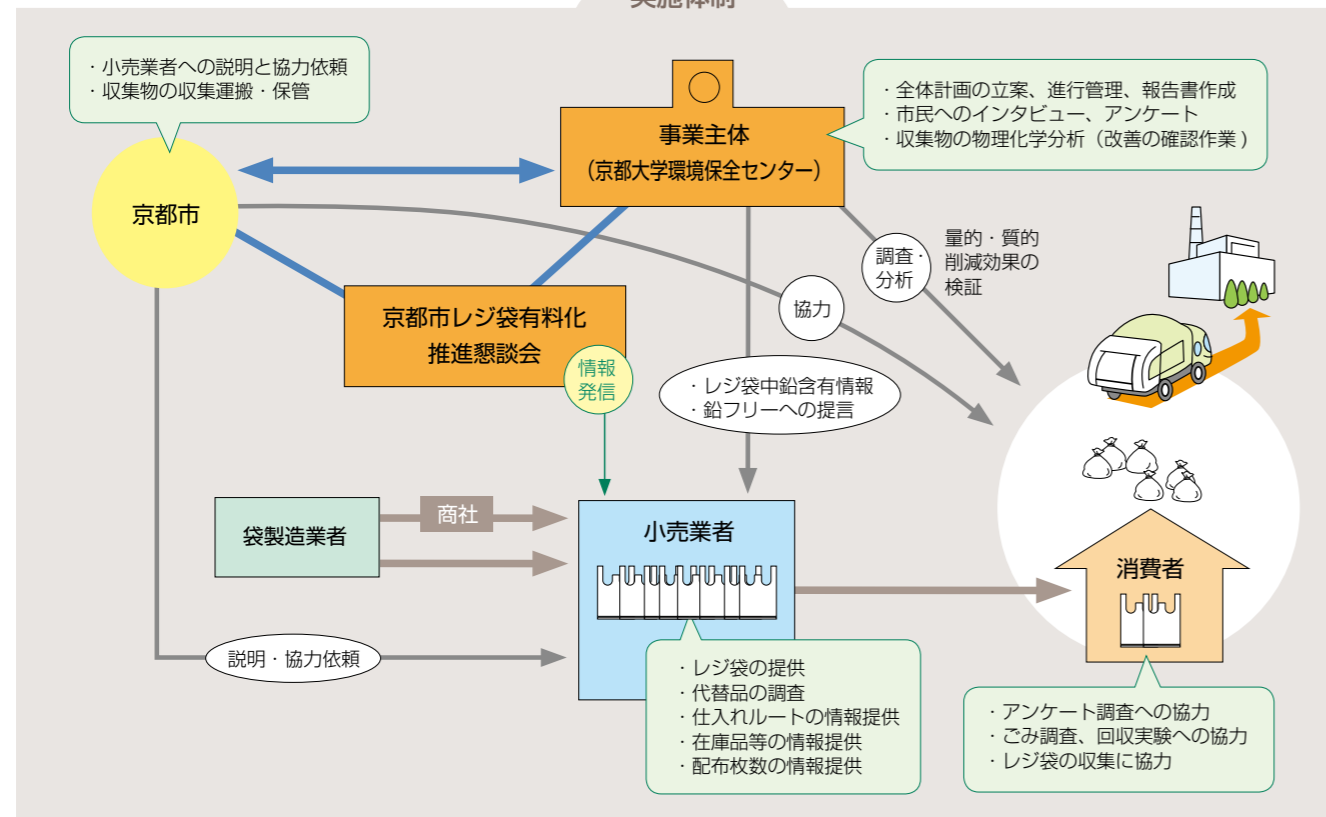 実施体制
・小売業者への説明と協力依頼
・収集物の収集運搬・保管
事業主体
(京都大学環境保全センター)
・全体計画の立案、進行管理、報告書作成
・市民へのインタビュー、アンケート
・収集物の物理化学分析（改善の確認作業)
京都市
調査・
分析
量的・質的
削減効果の
検証
協力
京都市レジ袋有料化
推進懇談会
情報
発信
・レジ袋中鉛含有情報
・鉛フリーへの提言
袋製造業者
商社
小売業者
消費者
説明・協力依頼
・レジ袋の提供
・代替品の調査
・仕入れルートの情報提供
・在庫品等の情報提供
・配布枚数の情報提供
・アンケート調査への協力
・ごみ調査、回収実験への協力
・レジ袋の収集に協力